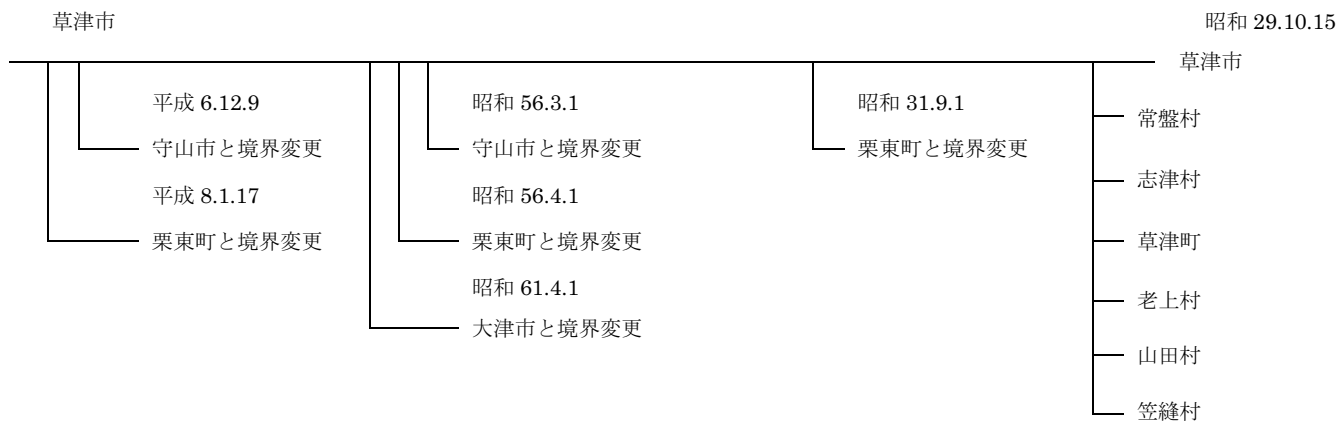 草津市
昭和 29.10.15
草津市
平成 6.12.9
守山市と境界変更
平成 8.1.17
栗東町と境界変更
昭和 56.3.1
守山市と境界変更
昭和 56.4.1
栗東町と境界変更
昭和 61.4.1
大津市と境界変更
昭和 31.9.1
栗東町と境界変更
常盤村
志津村
草津町
老上村
山田村
笠縫村